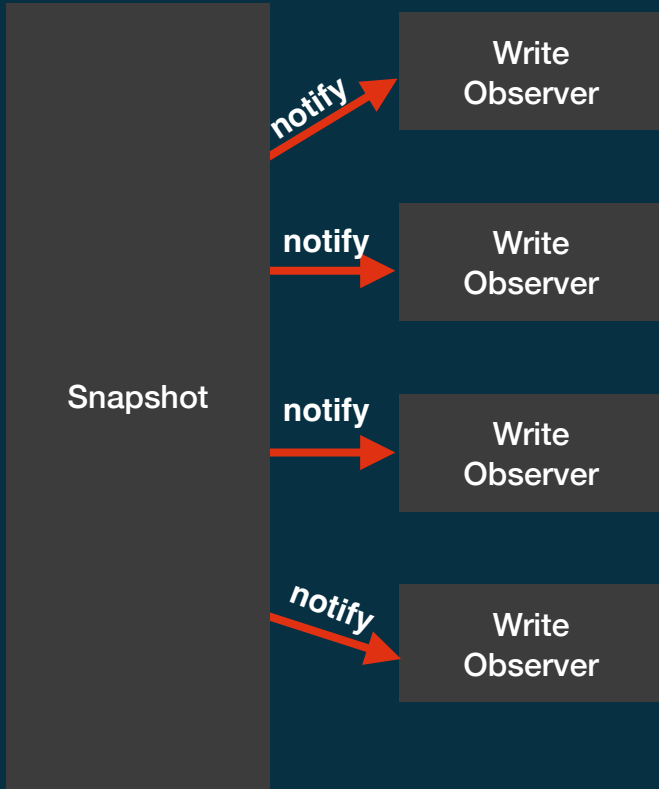 Write
Observer
notify
notify
Write
Observer
Snapshot
notify
Write
Observer
notify
Write
Observer